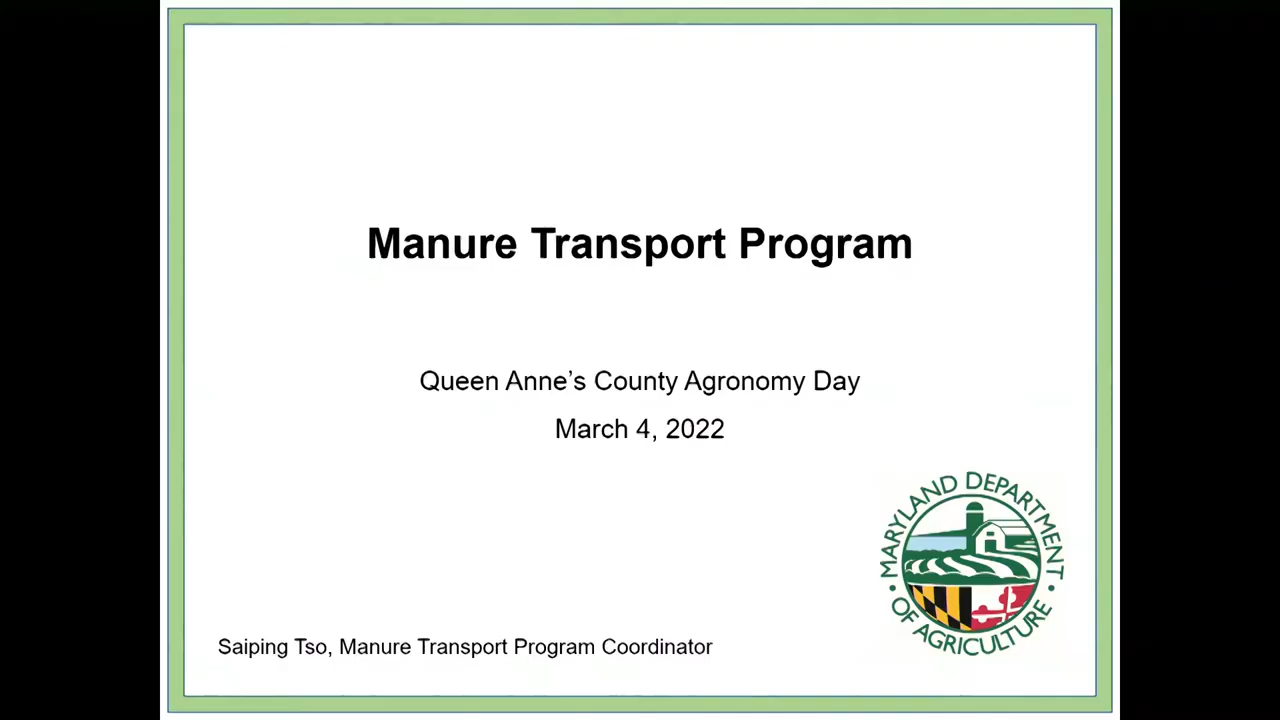 Manure Transport Program
Queen Anne’s County Agronomy Day
March 4, 2022
MARYLAND DEPARTMENT
• OF AGRICULTURE •
Saiping Tso, Manure Transport Program Coordinator